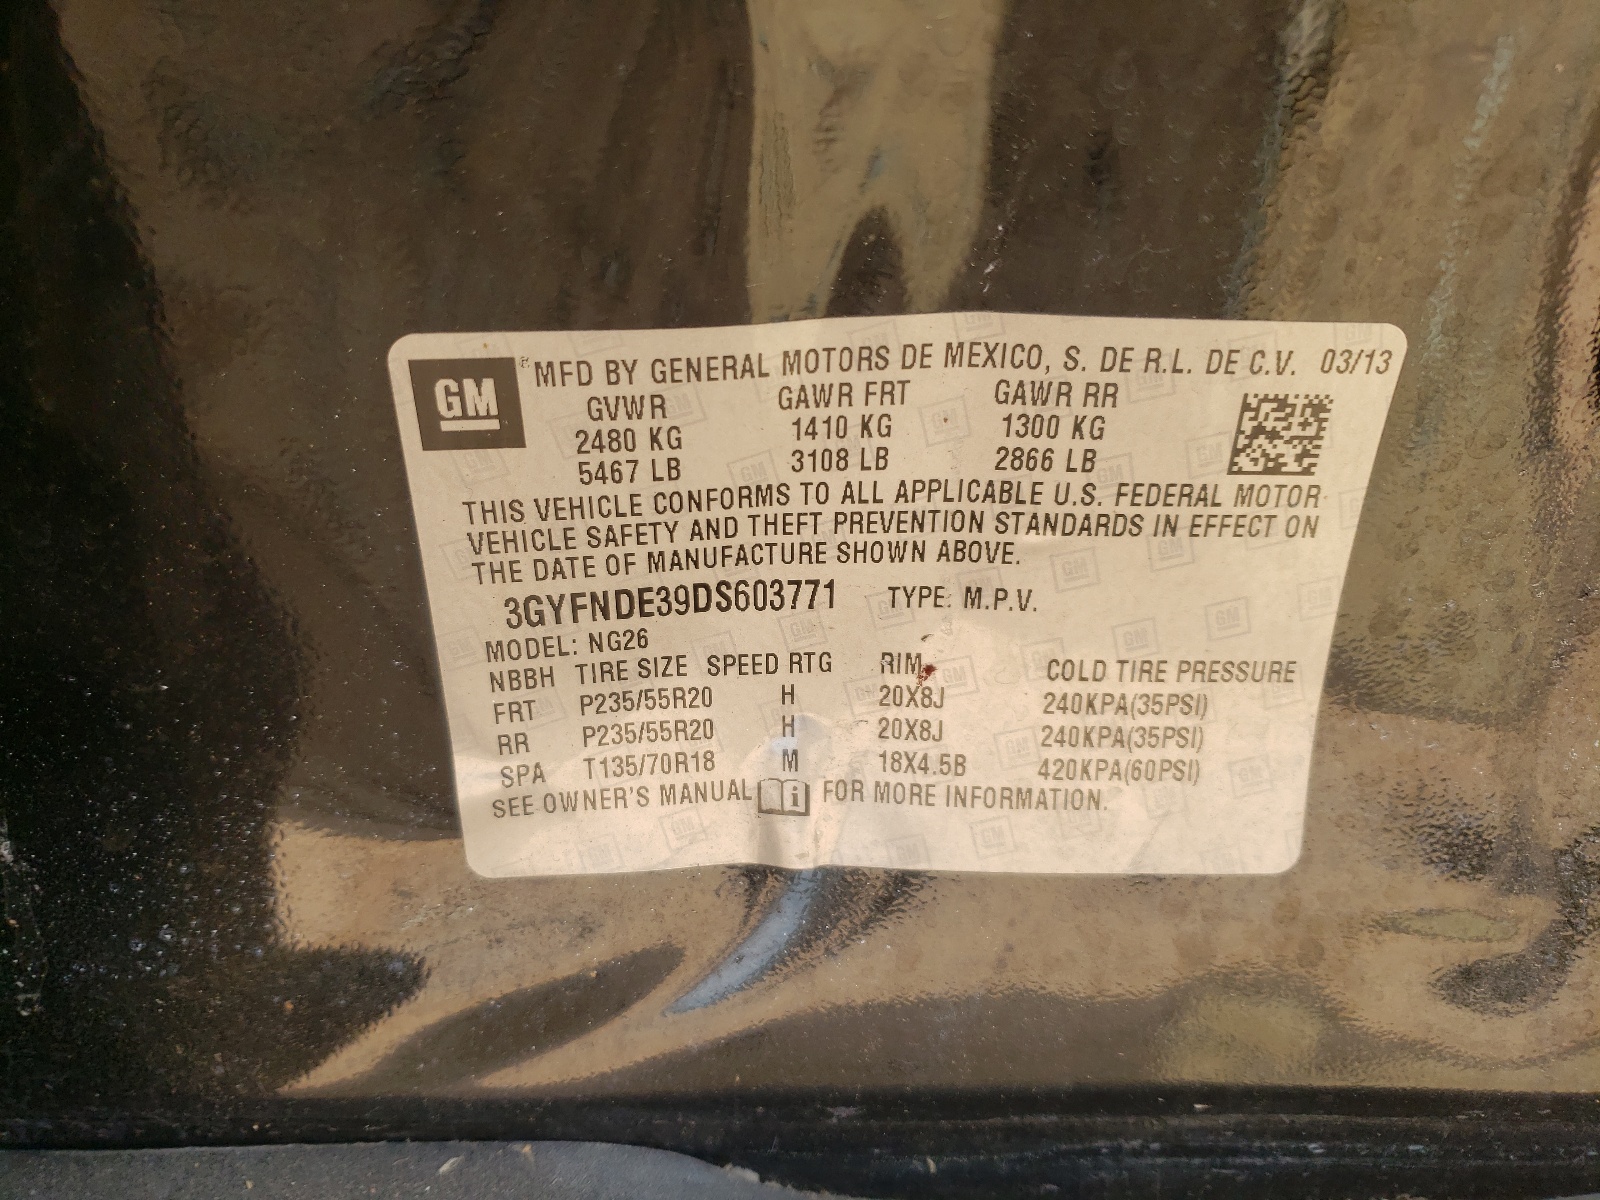 GM ® MFD BY GENERAL MOTORS DE MEXICO, S. DE R.L. DE C.V. 03/13
GVWR GAWR FRT GAWR RR
2480 KG 1410 KG 1300 KG
5467 LB 3108 LB 2866 LB
THIS VEHICLE CONFORMS TO ALL APPLICABLE U.S. FEDERAL MOTOR
VEHICLE SAFETY AND THEFT PREVENTION STANDARDS IN EFFECT ON
THE DATE OF MANUFACTURE SHOWN ABOVE.
3GYFNDE39DS603771 TYPE: M.P.V.
MODEL: NG26
NBBH TIRE SIZE SPEED RTG RIM COLD TIRE PRESSURE
FRT P235/55R20 H 20X8J 240KPA(35PSI)
RR P235/55R20 H 20X8J 240KPA(35PSI)
SPA T135/70R18 M 18X4.5B 420KPA(60PSI)
SEE OWNER'S MANUAL i FOR MORE INFORMATION.